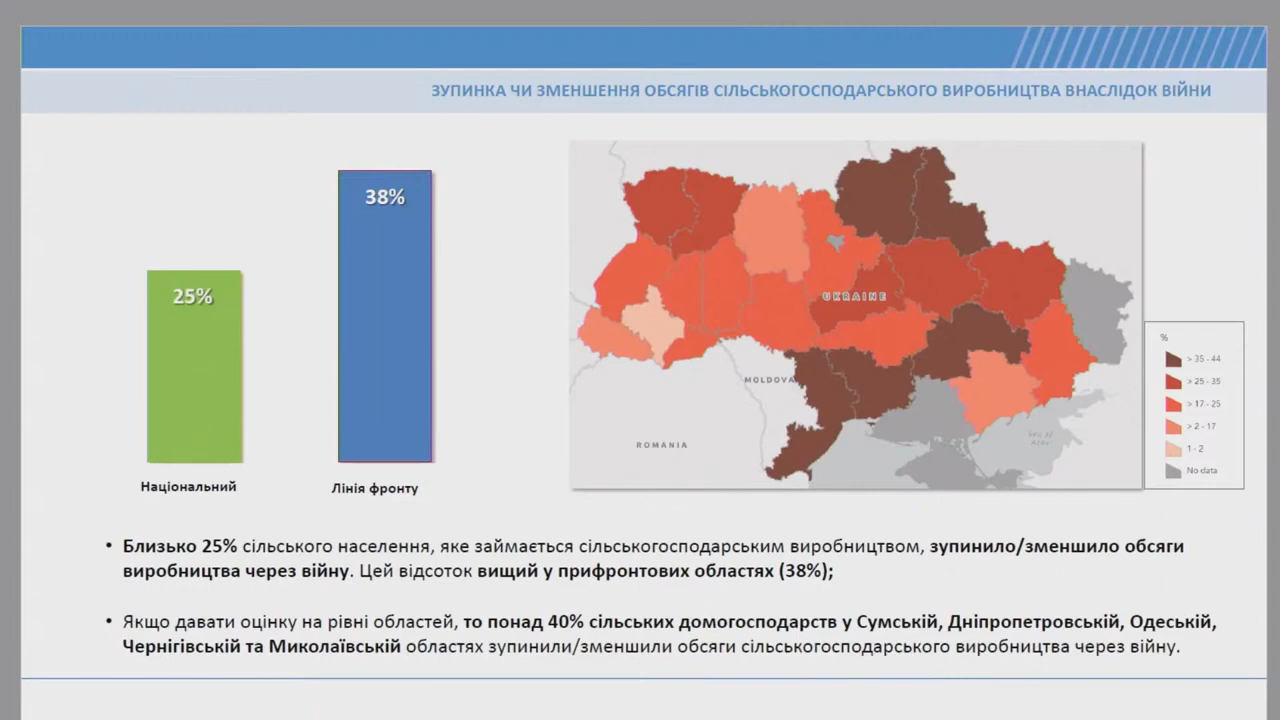 ЗУПИНКА ЧИ ЗМЕНШЕННЯ ОБСЯГІВ СІЛЬСЬКОГОСПОДАРСЬКОГО ВИРОБНИЦТВА ВНАСЛІДОК ВІЙНИ
38%
25%
Національний
Лінія фронту
UKRAINE
MOLDOVA
ROMANIA
Sea of
Azov
%
> 35 - 44
> 25 - 35
> 17 - 25
> 2 - 17
1 - 2
No data
• Близько 25% сільського населення, яке займається сільськогосподарським виробництвом, зупинило/зменшило обсяги
виробництва через війну. Цей відсоток вищий у прифронтових областях (38%);
• Якщо давати оцінку на рівні областей, то понад 40% сільських домогосподарств у Сумській, Дніпропетровській, Одеській,
Чернігівській та Миколаївській областях зупинили/зменшили обсяги сільськогосподарського виробництва через війну.